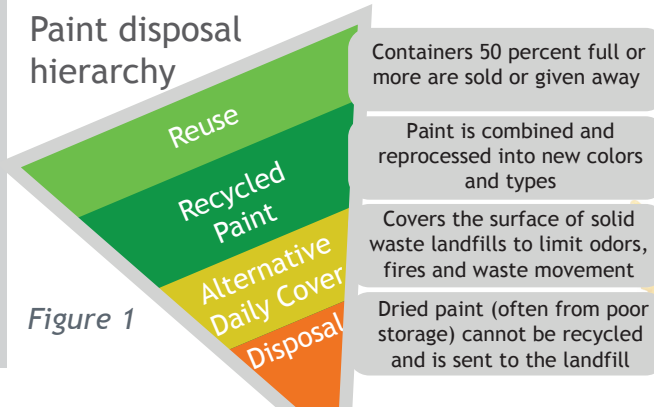 Paint disposal
hierarchy
Reuse
Containers 50 percent full or
more are sold or given away
Recycled
Paint
Paint is combined and
reprocessed into new colors
and types
Alternative
Daily Cover
Covers the surface of solid
waste landfills to limit odors,
fires and waste movement
Disposal
Dried paint (often from poor
storage) cannot be recycled
and is sent to the landfill
Figure 1